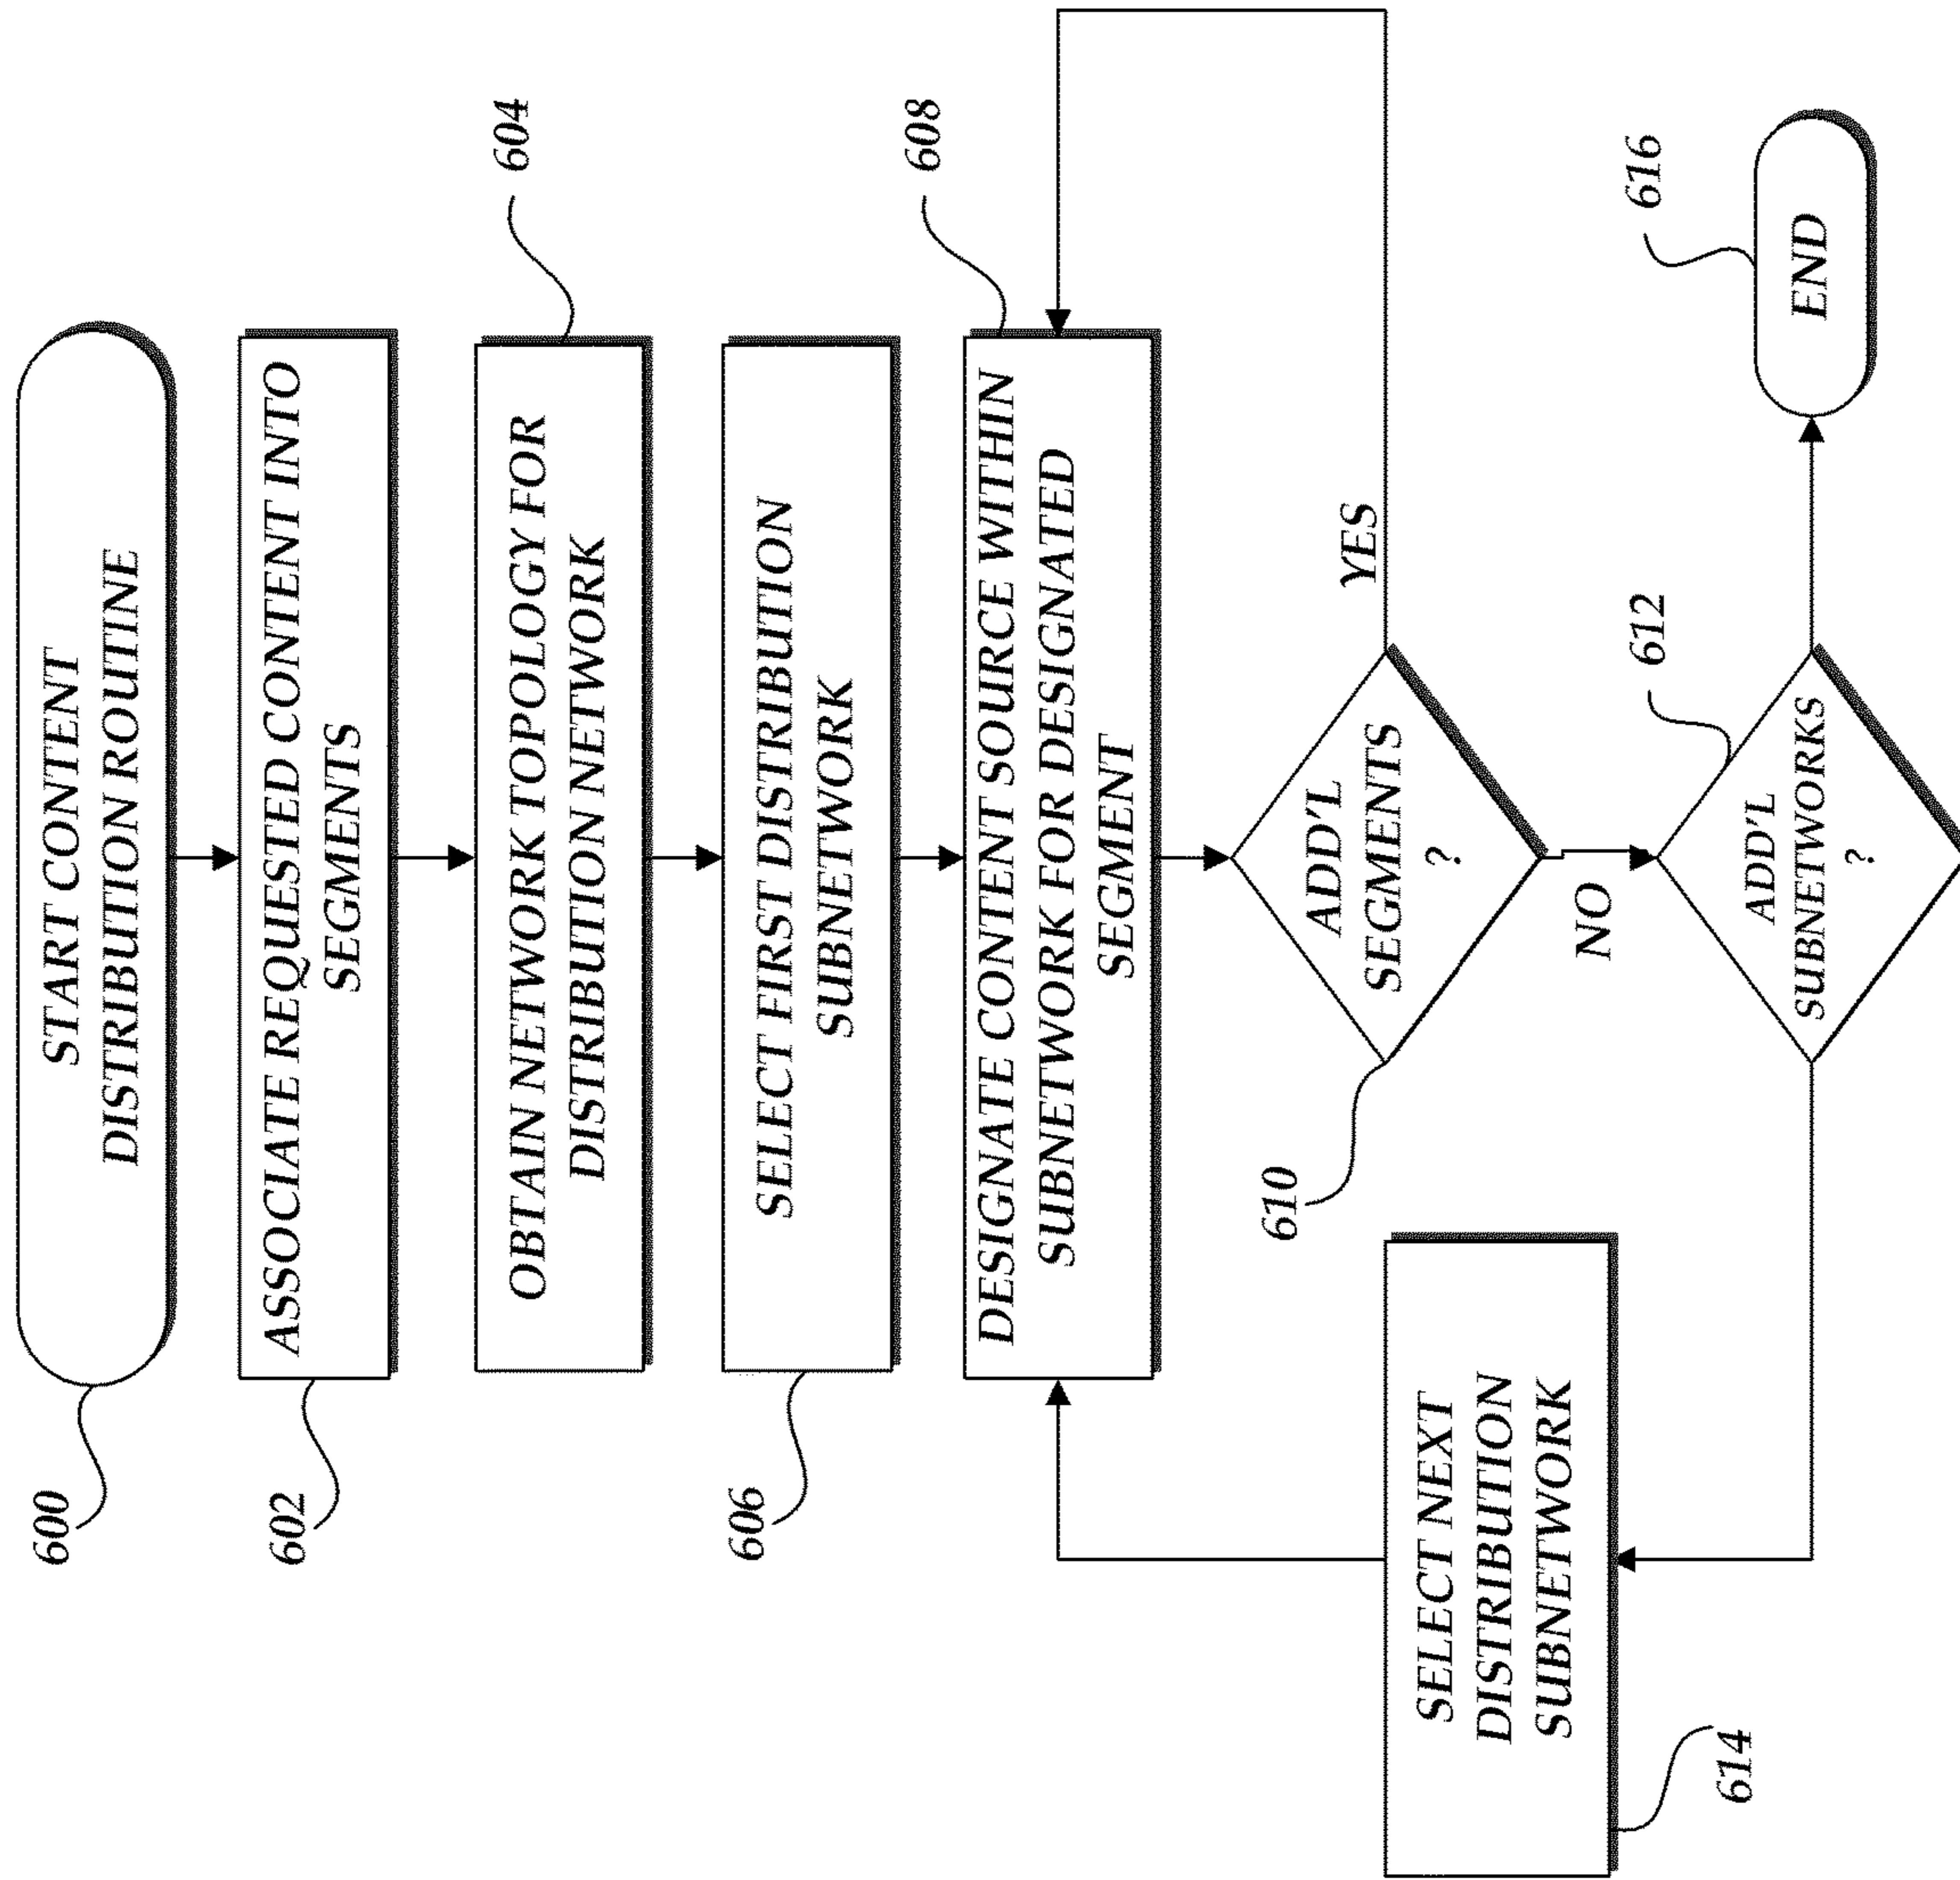 600
START CONTENT
DISTRIBUTION ROUTINE
602
ASSOCIATE REQUESTED CONTENT INTO
SEGMENTS
604
OBTAIN NETWORK TOPOLOGY FOR
DISTRIBUTION NETWORK
606
SELECT FIRST DISTRIBUTION
SUBNETWORK
608
DESIGNATE CONTENT SOURCE WITHIN
SUBNETWORK FOR DESIGNATED
SEGMENT
610
ADD'L
SEGMENTS
?
YES
NO
612
ADD'L
SUBNETWORKS
?
614
SELECT NEXT
DISTRIBUTION
SUBNETWORK
616
END